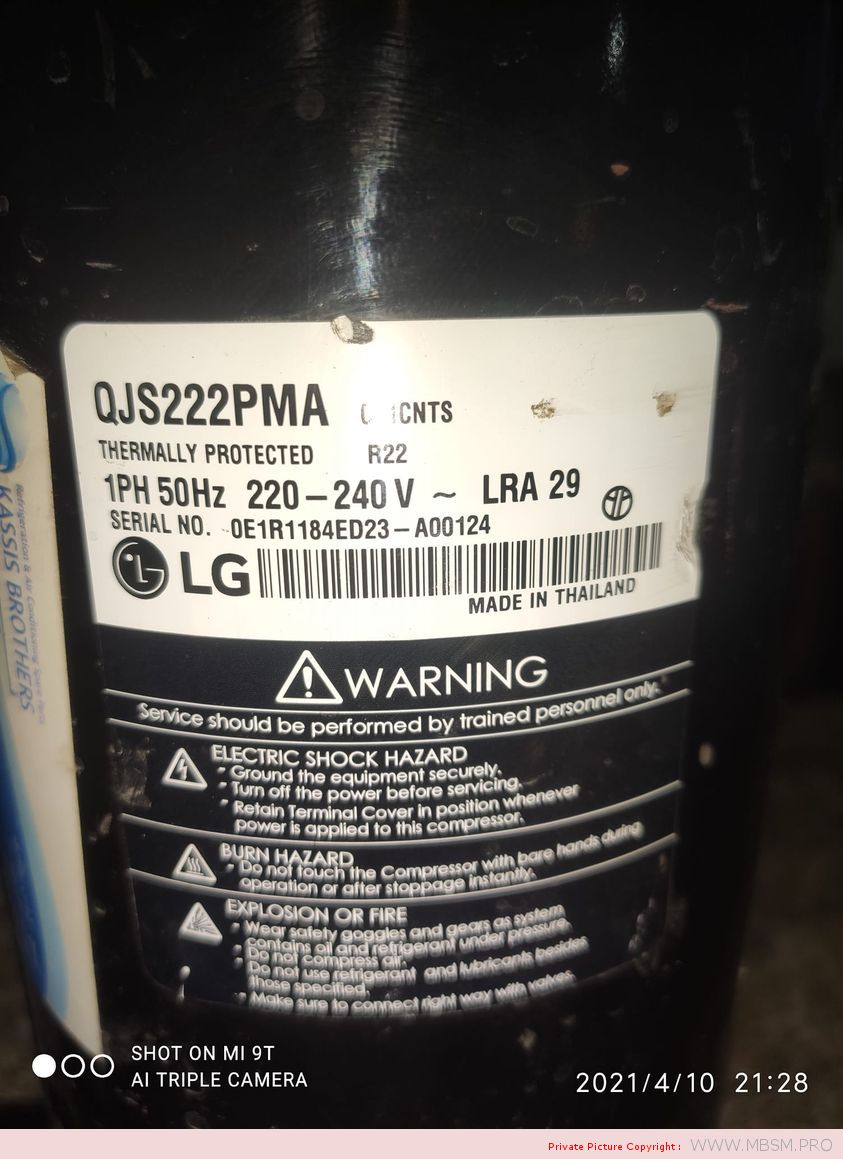 QJS222PMA CNTS
THERMALLY PROTECTED R22
1PH 50Hz 220-240V ~ LRA 29
SERIAL NO. 0E1R1184ED23-A00124
LG
MADE IN THAILAND
WARNING
Service should be performed by trained personnel only.
ELECTRIC SHOCK HAZARD
· Ground the equipment securely.
· Turn off the power before servicing.
· Retain Terminal Cover in position whenever
power is applied to this compressor.
BURN HAZARD
· Do not touch the Compressor with bare hands during
operation or after stoppage instantly.
EXPLOSION OR FIRE
· Wear safety goggles and gears as system
contains oil and refrigerant under pressure.
· Do not compress air.
· Do not use refrigerant and lubricants besides
those specified.
· Make sure to connect right way with valves.
Refrigeration & Air Conditioning Spare Parts
KASSIS BROTHERS
SHOT ON MI 9T
AI TRIPLE CAMERA
2021/4/10 21:28
Private Picture Copyright : WWW.MBSM.PRO